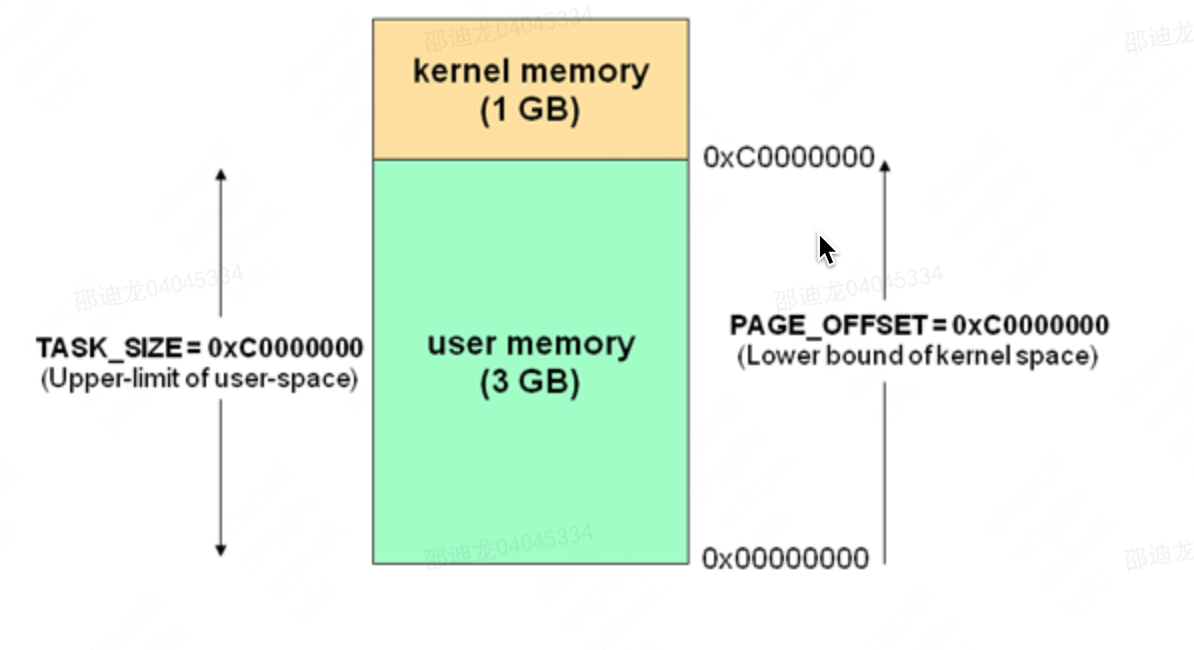 邵迪龙04045334
邵迪龙
kernel memory
(1 GB)
0xC0000000
邵迪龙04045334
邵迪龙04045334
TASK_SIZE = 0xC0000000
(Upper-limit of user-space)
user memory
(3 GB)
PAGE_OFFSET = 0xC0000000
(Lower bound of kernel space)
邵迪龙04045334
邵迪龙
0x00000000